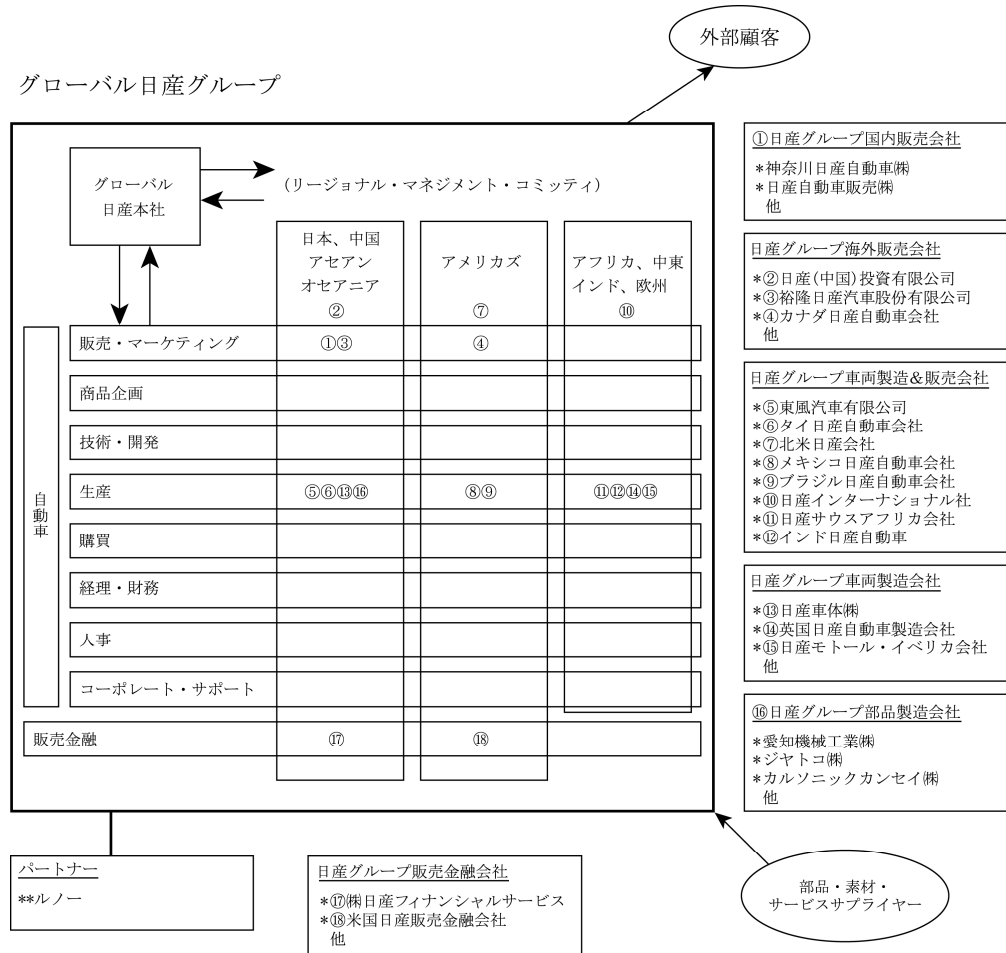 外部顧客
グローバル日産グループ
グローバル
日産本社
(リージョナル・マネジメント・コミッティ)
日本、中国
アセアン
オセアニア
②
アメリカズ
⑦
アフリカ、中東
インド、欧州
⑩
自動車
販売・マーケティング ①③ ④
商品企画
技術・開発
生産 ⑤⑥⑬⑯ ⑧⑨ ⑪⑫⑭⑮
購買
経理・財務
人事
コーポレート・サポート
販売金融 ⑰ ⑱
①日産グループ国内販売会社
*神奈川日産自動車㈱
*日産自動車販売㈱
他
日産グループ海外販売会社
*②日産(中国)投資有限公司
*③裕隆日産汽車股份有限公司
*④カナダ日産自動車会社
他
日産グループ車両製造&販売会社
*⑤東風汽車有限公司
*⑥タイ日産自動車会社
*⑦北米日産会社
*⑧メキシコ日産自動車会社
*⑨ブラジル日産自動車会社
*⑩日産インターナショナル社
*⑪日産サウスアフリカ会社
*⑫インド日産自動車
日産グループ車両製造会社
*⑬日産車体㈱
*⑭英国日産自動車製造会社
*⑮日産モトール・イベリカ会社
他
⑯日産グループ部品製造会社
*愛知機械工業㈱
*ジヤトコ㈱
*カルソニックカンセイ㈱
他
パートナー
**ルノー
日産グループ販売金融会社
*⑰㈱日産フィナンシャルサービス
*⑱米国日産販売金融会社
他
部品・素材・
サービスサプライヤー